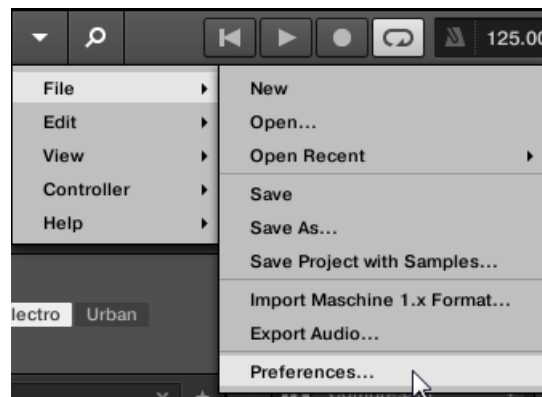 125.00
File
Edit
View
Controller
Help
New
Open...
Open Recent
Save
Save As...
Save Project with Samples...
Import Maschine 1.x Format...
Export Audio...
Preferences...
lectro Urban